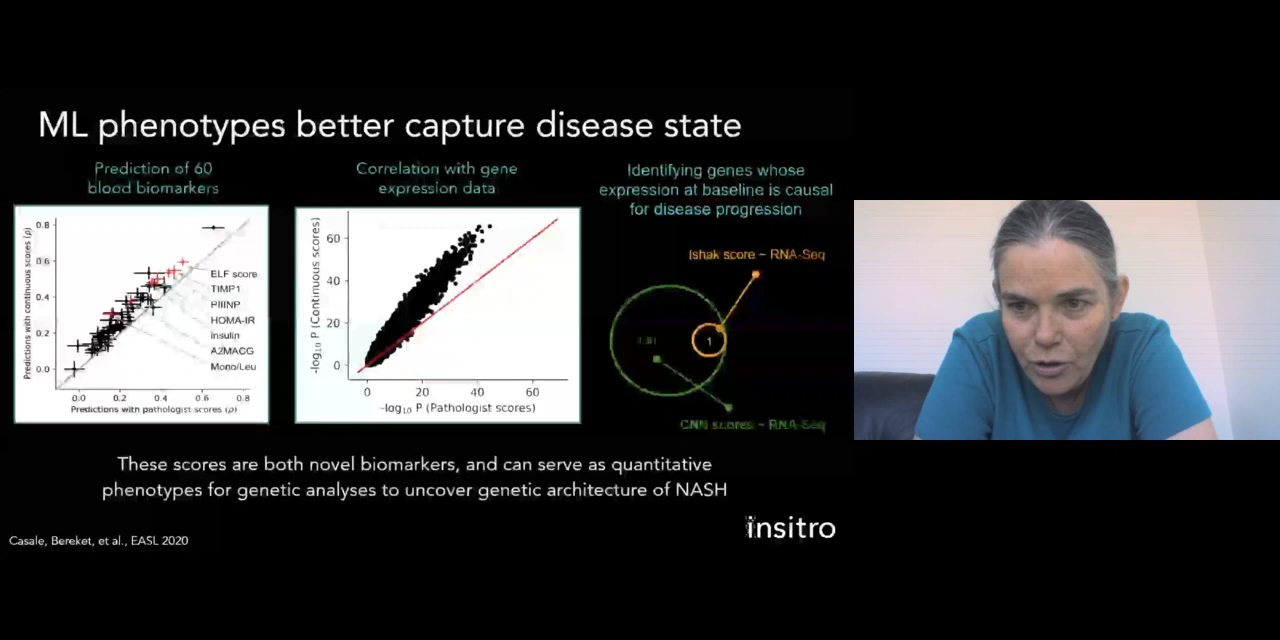 ML phenotypes better capture disease state
Prediction of 60
blood biomarkers
0.8
0.6
0.4
0.2
0.0
Predictions with continuous scores (ρ)
ELF score
TIMP1
PIIINP
HOMA-IR
insulin
A2MACG
Mono/Leu
0.0 0.2 0.4 0.6 0.8
Predictions with pathologist scores (ρ)
Correlation with gene
expression data
60
40
20
0
-log10 P (Continuous scores)
0 20 40 60
-log10 P (Pathologist scores)
Identifying genes whose
expression at baseline is causal
for disease progression
Ishak score ~ RNA-Seq
1
CNN scores ~ RNA-Seq
These scores are both novel biomarkers, and can serve as quantitative
phenotypes for genetic analyses to uncover genetic architecture of NASH
insitro
Casale, Bereket, et al., EASL 2020